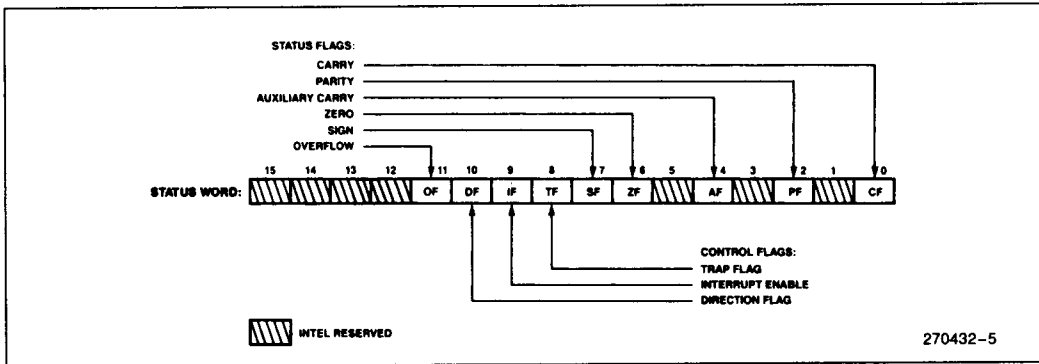 STATUS FLAGS:
CARRY
PARITY
AUXILIARY CARRY
ZERO
SIGN
OVERFLOW
15 14 13 12 11 10 9 8 7 6 5 4 3 2 1 0
STATUS WORD: OF DF IF TF SF ZF AF PF CF
CONTROL FLAGS:
TRAP FLAG
INTERRUPT ENABLE
DIRECTION FLAG
INTEL RESERVED
270432-5